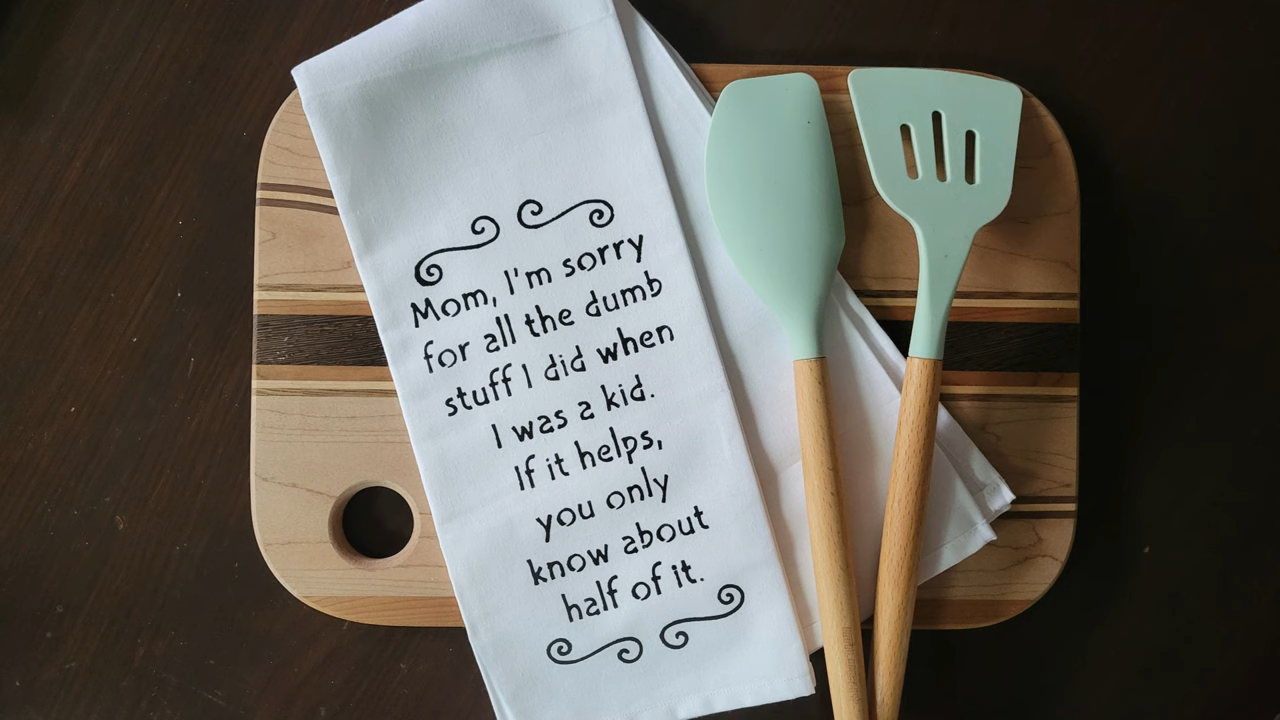 Mom, I'm sorry
for all the dumb
stuff I did when
I was a kid.
If it helps,
you only
know about
half of it.